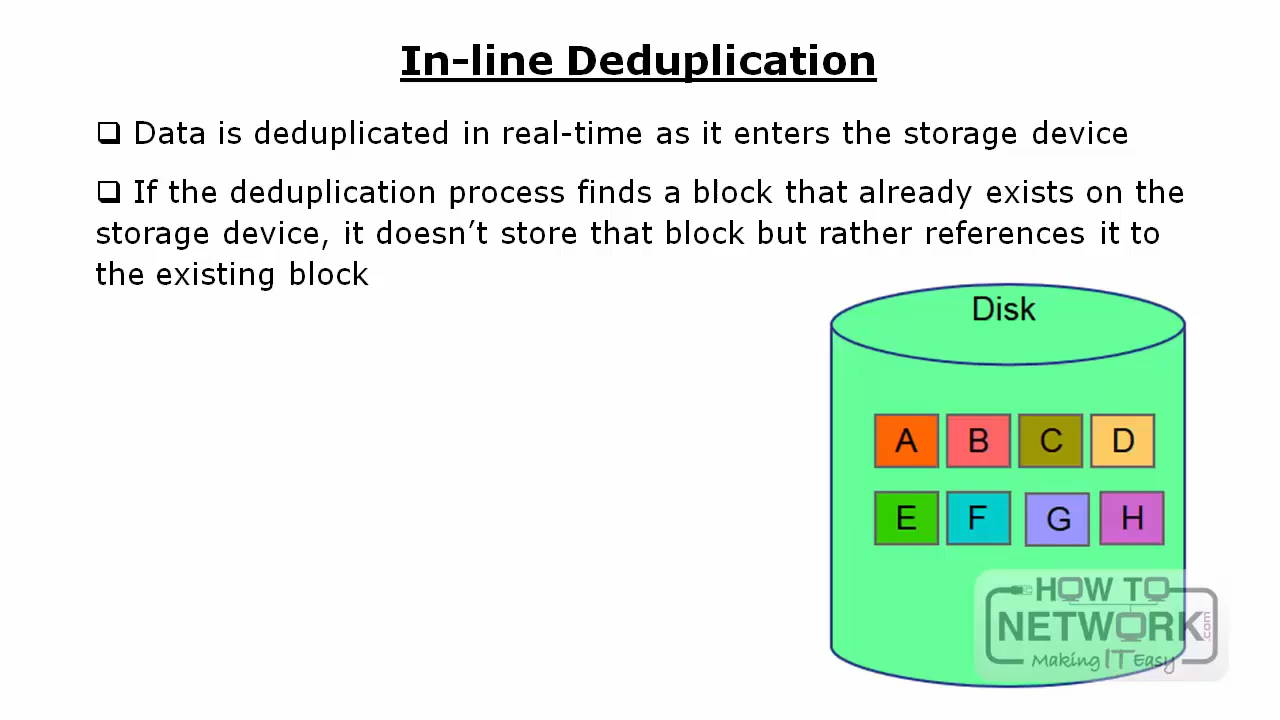 In-line Deduplication
❑ Data is deduplicated in real-time as it enters the storage device
❑ If the deduplication process finds a block that already exists on the
storage device, it doesn’t store that block but rather references it to
the existing block
Disk
A B C D
E F G H
HOW TO
NETWORK.com
Making IT Easy